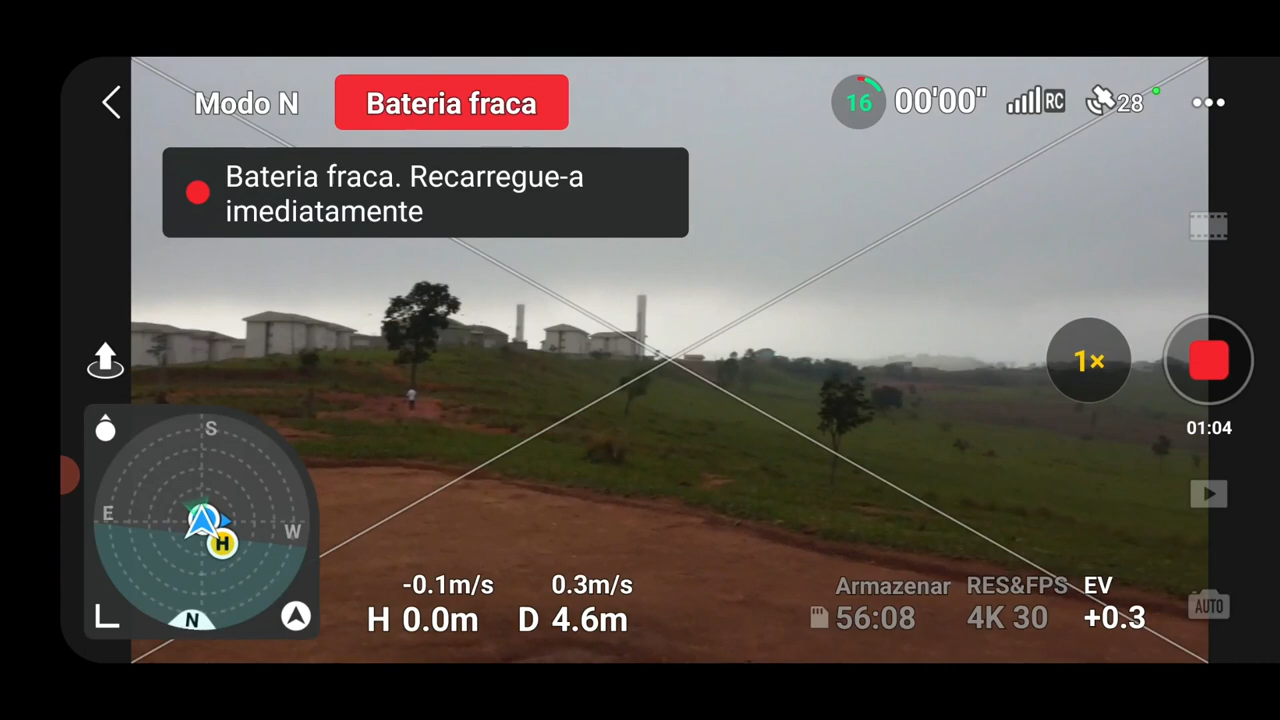 Modo N
Bateria fraca
16
00'00"
RC
28
Bateria fraca. Recarregue-a
imediatamente
1×
01:04
S
E
W
H
N
-0.1m/s
0.3m/s
H 0.0m
D 4.6m
Armazenar
56:08
RES&FPS
4K 30
EV
+0.3
AUTO